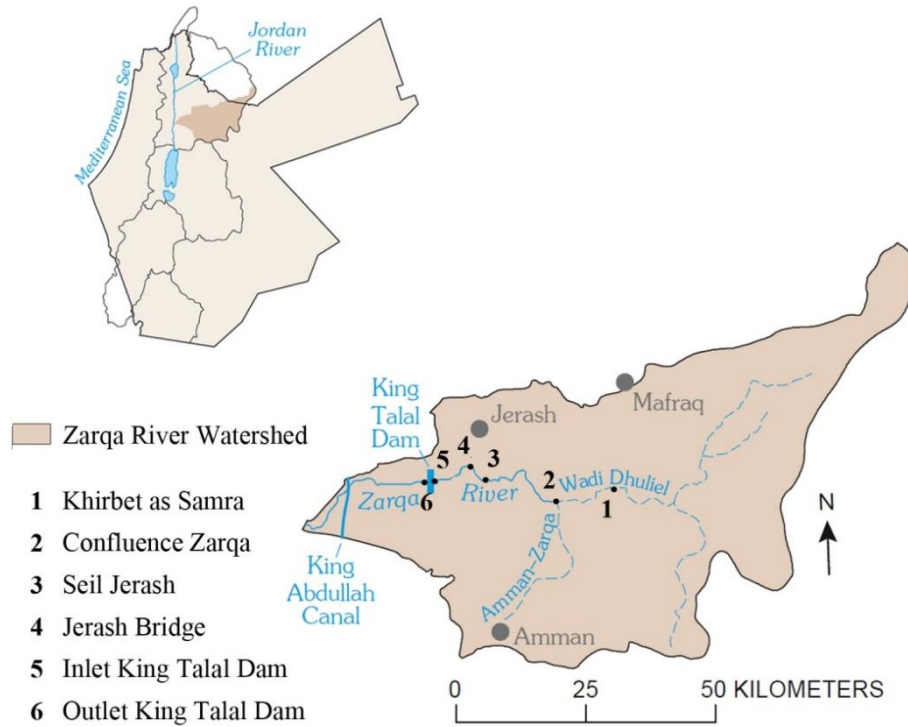 Jordan
River
Mediterranean Sea
King
Talal
Dam
Jerash
Mafraq
Zarqa River Watershed
5
4
3
2
Wadi Dhuliel
Zarqa
6
River
1
N
1 Khirbet as Samra
2 Confluence Zarqa
3 Seil Jerash
4 Jerash Bridge
5 Inlet King Talal Dam
6 Outlet King Talal Dam
King
Abdullah
Canal
Amman-Zarqa
Amman
0 25 50 KILOMETERS